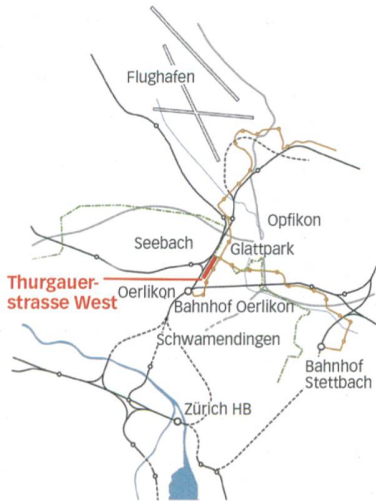 Flughafen
Opfikon
Seebach
Glattpark
Thurgauer-
strasse West
Oerlikon
Bahnhof Oerlikon
Schwamendingen
Bahnhof
Stettbach
Zürich HB